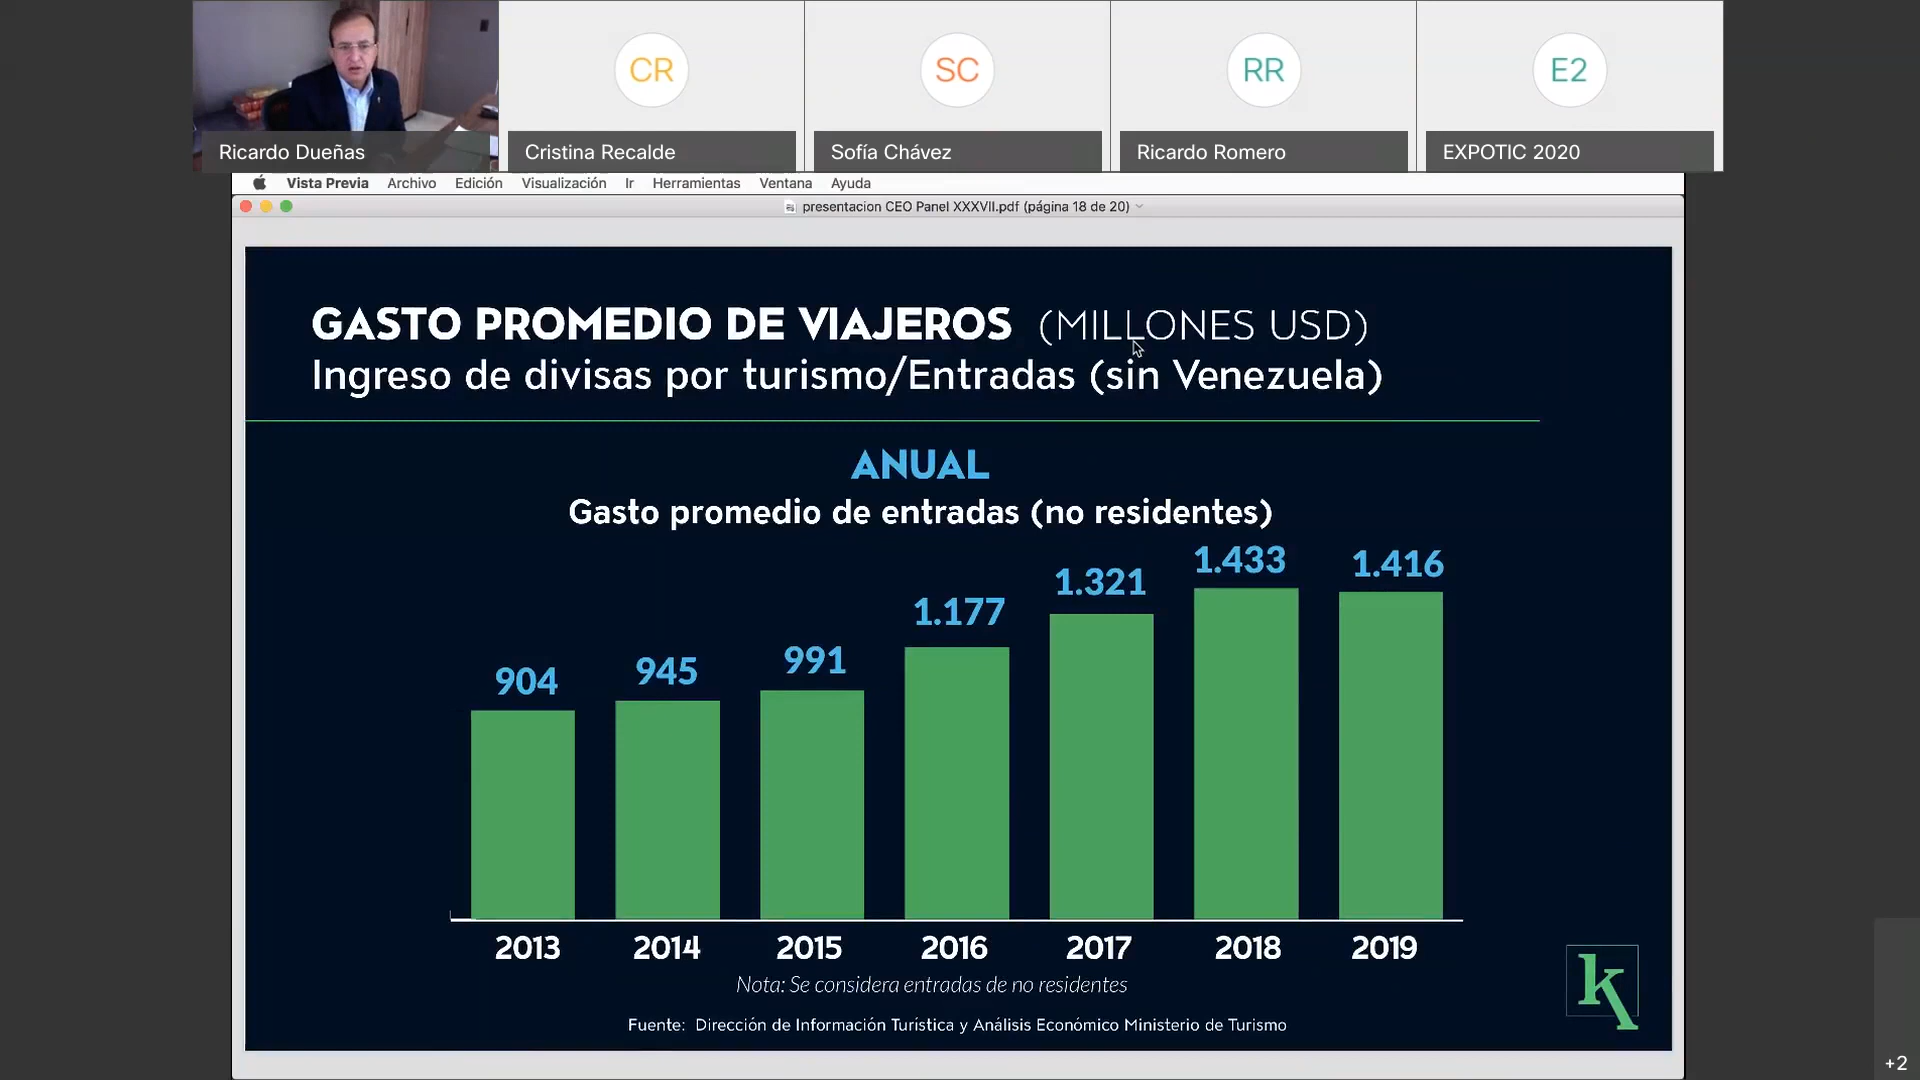 CR
SC
RR
E2
Ricardo Dueñas
Cristina Recalde
Sofía Chávez
Ricardo Romero
EXPOTIC 2020
Vista Previa Archivo Edición Visualización Ir Herramientas Ventana Ayuda
presentacion CEO Panel XXXVII.pdf (página 18 de 20)
GASTO PROMEDIO DE VIAJEROS (MILLONES USD)
Ingreso de divisas por turismo/Entradas (sin Venezuela)
ANUAL
Gasto promedio de entradas (no residentes)
904 945 991 1.177 1.321 1.433 1.416
2013 2014 2015 2016 2017 2018 2019
Nota: Se considera entradas de no residentes
Fuente: Dirección de Información Turística y Análisis Económico Ministerio de Turismo
k
+2